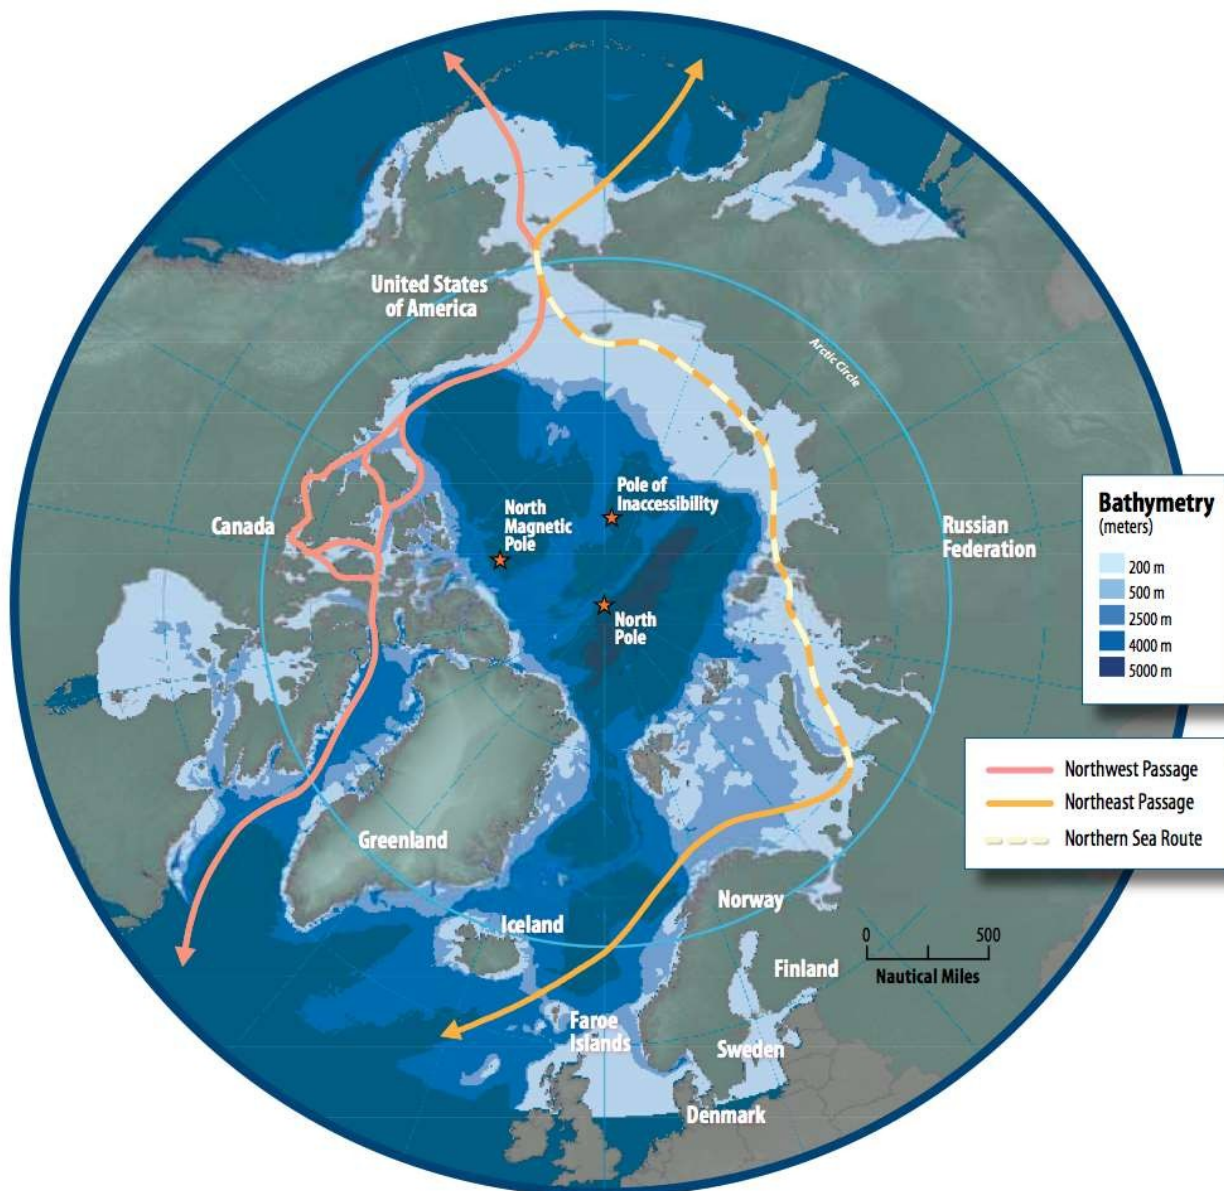 United States
of America
Arctic Circle
Pole of
Inaccessibility
North
Magnetic
Pole
Canada
Russian
Federation
North
Pole
Bathymetry
(meters)
200 m
500 m
2500 m
4000 m
5000 m
Northwest Passage
Northeast Passage
Northern Sea Route
Greenland
Norway
Iceland
0 500
Nautical Miles
Finland
Faroe
Islands
Sweden
Denmark